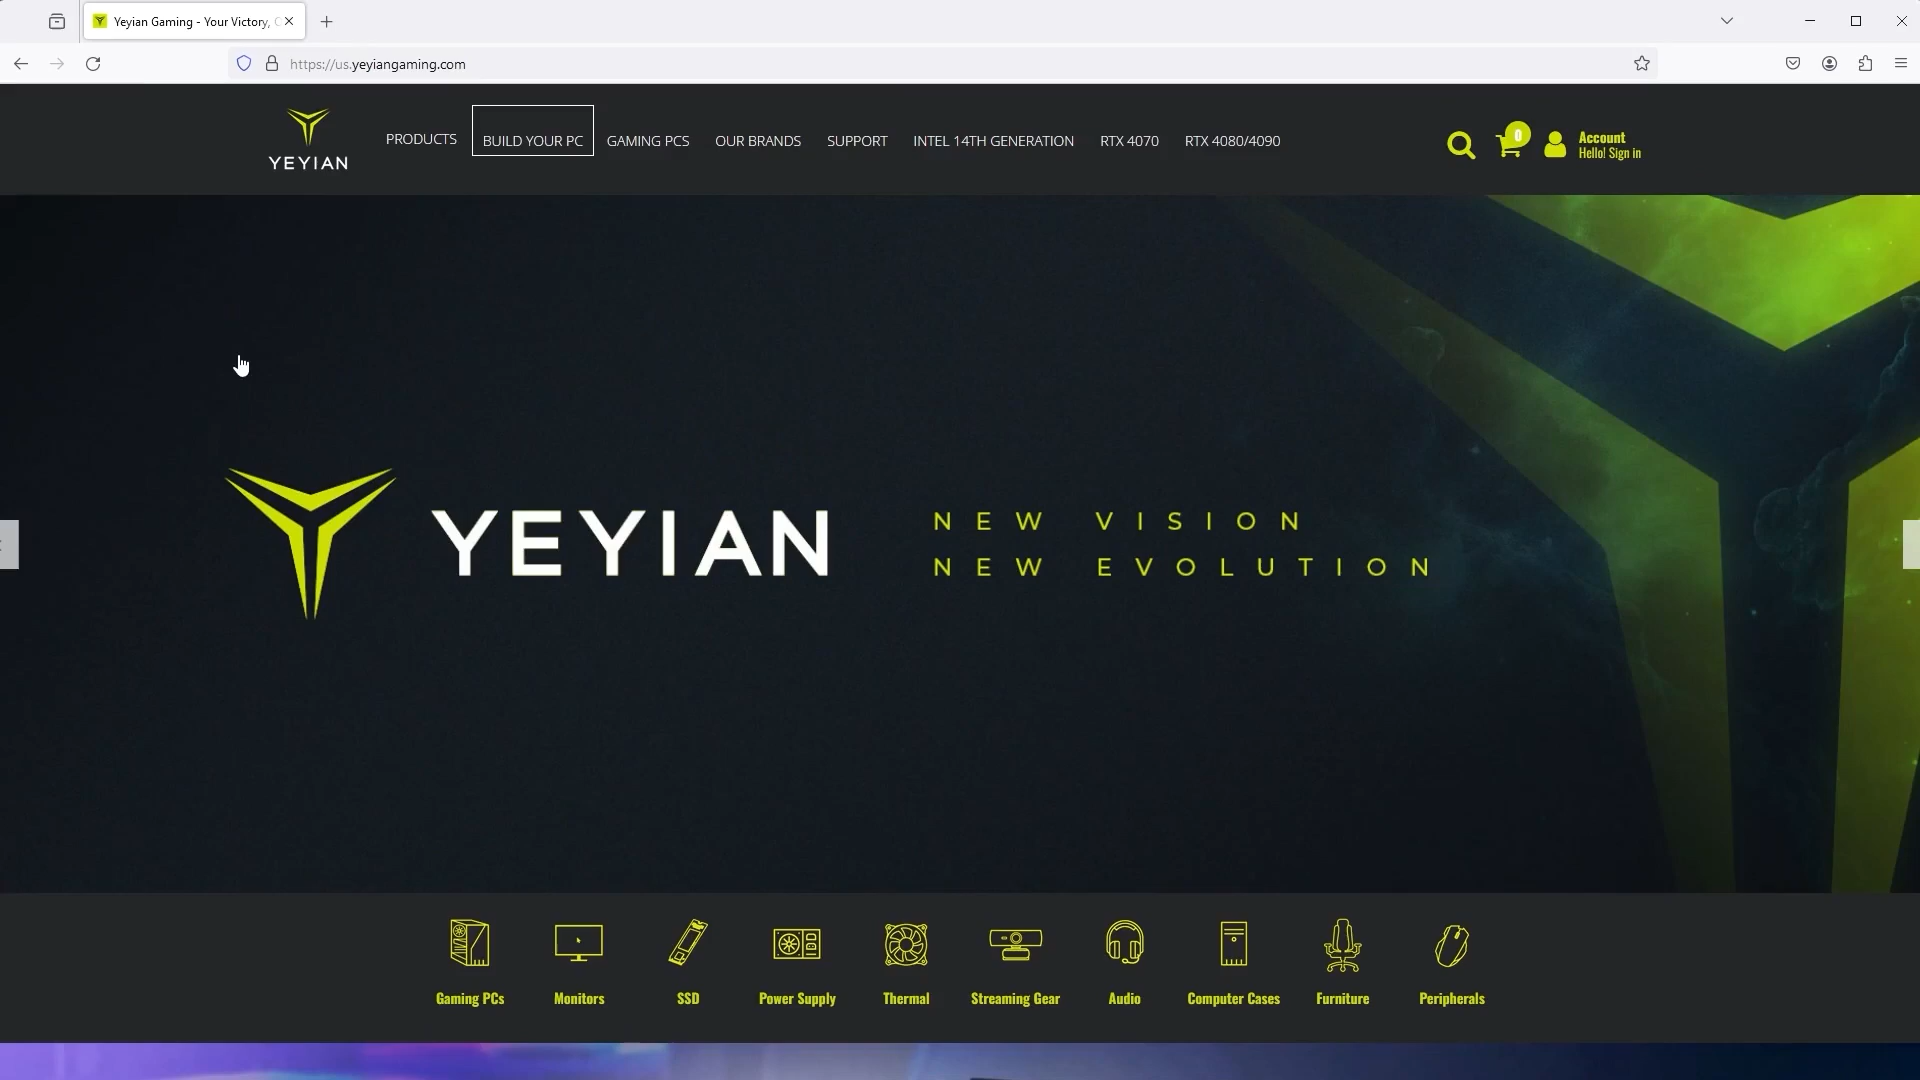 Yeyian Gaming - Your Victory,
https://us.yeyiangaming.com
YEYIAN
PRODUCTS
BUILD YOUR PC
GAMING PCS
OUR BRANDS
SUPPORT
INTEL 14TH GENERATION
RTX 4070
RTX 4080/4090
0
Account
Hello! Sign in
YEYIAN
NEW VISION
NEW EVOLUTION
Gaming PCs
Monitors
SSD
Power Supply
Thermal
Streaming Gear
Audio
Computer Cases
Furniture
Peripherals